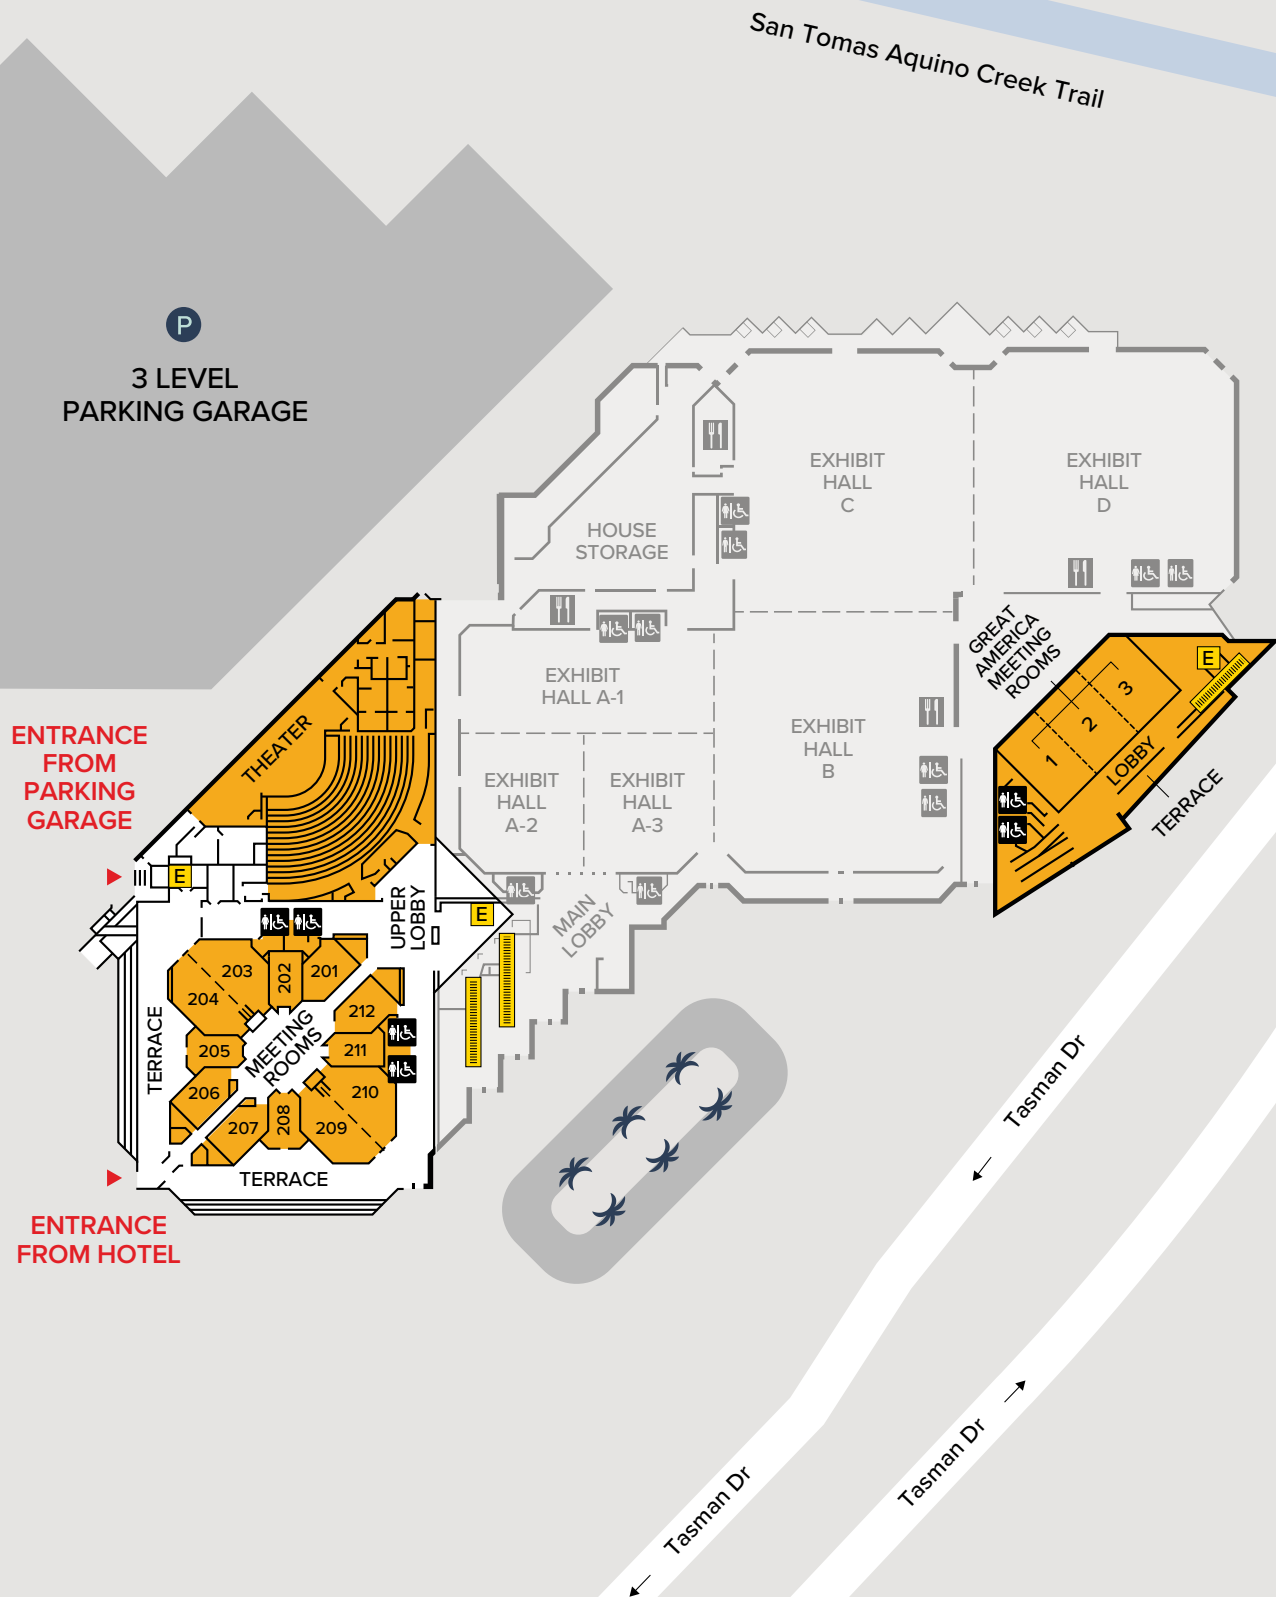 San Tomas Aquino Creek Trail
P
3 LEVEL
PARKING GARAGE
EXHIBIT
HALL
C
EXHIBIT
HALL
D
HOUSE
STORAGE
GREAT
AMERICA
MEETING
ROOMS
E
EXHIBIT
HALL A-1
3
2
1
LOBBY
TERRACE
EXHIBIT
HALL
B
THEATER
ENTRANCE
FROM
PARKING
GARAGE
EXHIBIT
HALL
A-2
EXHIBIT
HALL
A-3
E
UPPER
LOBBY
E
MAIN
LOBBY
203
202
201
204
212
205
211
MEETING
ROOMS
TERRACE
206
210
207
208
209
TERRACE
ENTRANCE
FROM HOTEL
Tasman Dr
Tasman Dr
Tasman Dr